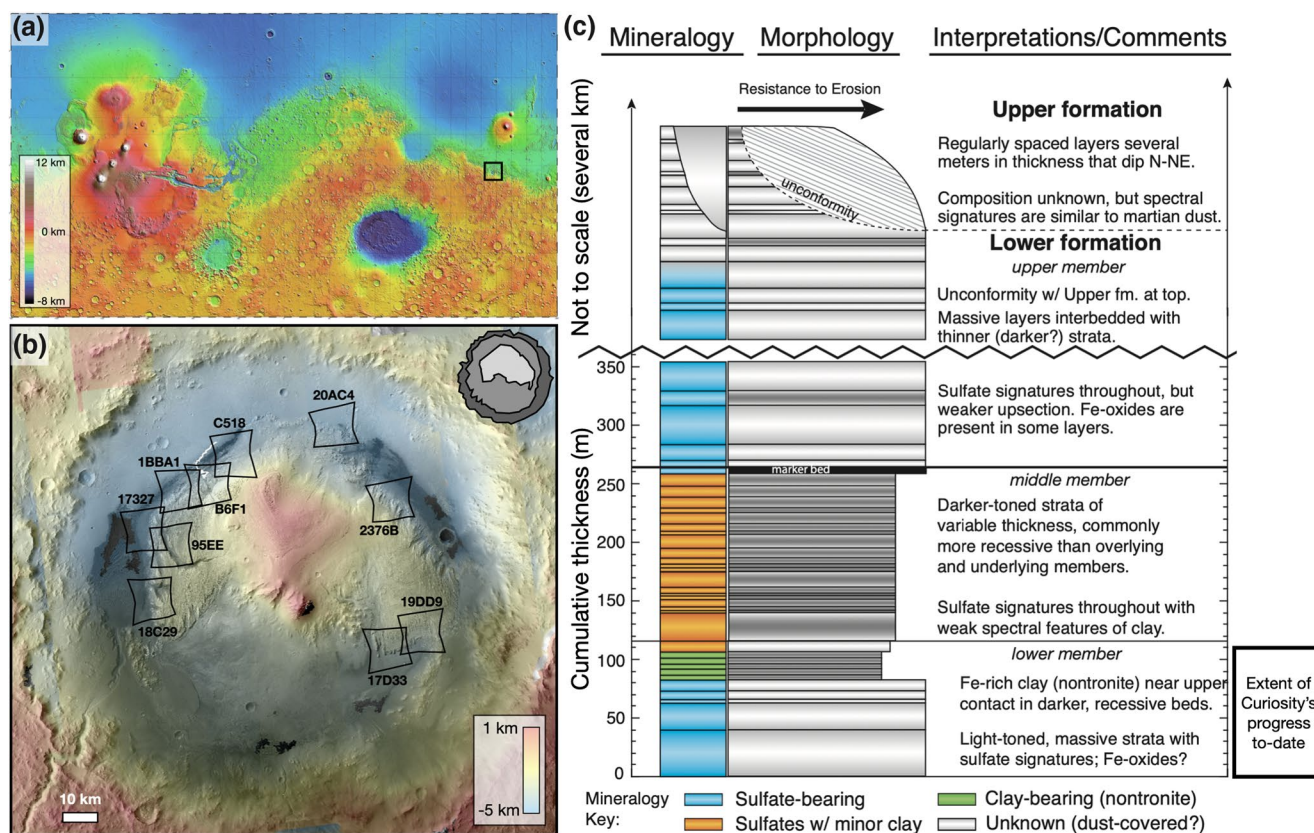 (a)
12 km
0 km
-8 km
(b)
20AC4
C518
1BBA1
17327
B6F1
2376B
95EE
19DD9
18C29
17D33
10 km
1 km
-5 km
(c)
Mineralogy
Morphology
Interpretations/Comments
Not to scale (several km)
Resistance to Erosion
unconformity
Upper formation
Regularly spaced layers several
meters in thickness that dip N-NE.
Composition unknown, but spectral
signatures are similar to martian dust.
Lower formation
upper member
Unconformity w/ Upper fm. at top.
Massive layers interbedded with
thinner (darker?) strata.
Cumulative thickness (m)
350
300
250
200
150
100
50
0
Sulfate signatures throughout, but
weaker upsection. Fe-oxides are
present in some layers.
marker bed
middle member
Darker-toned strata of
variable thickness, commonly
more recessive than overlying
and underlying members.
Sulfate signatures throughout with
weak spectral features of clay.
lower member
Fe-rich clay (nontronite) near upper
contact in darker, recessive beds.
Light-toned, massive strata with
sulfate signatures; Fe-oxides?
Extent of
Curiosity's
progress
to-date
Mineralogy
Key:
Sulfate-bearing
Sulfates w/ minor clay
Clay-bearing (nontronite)
Unknown (dust-covered?)